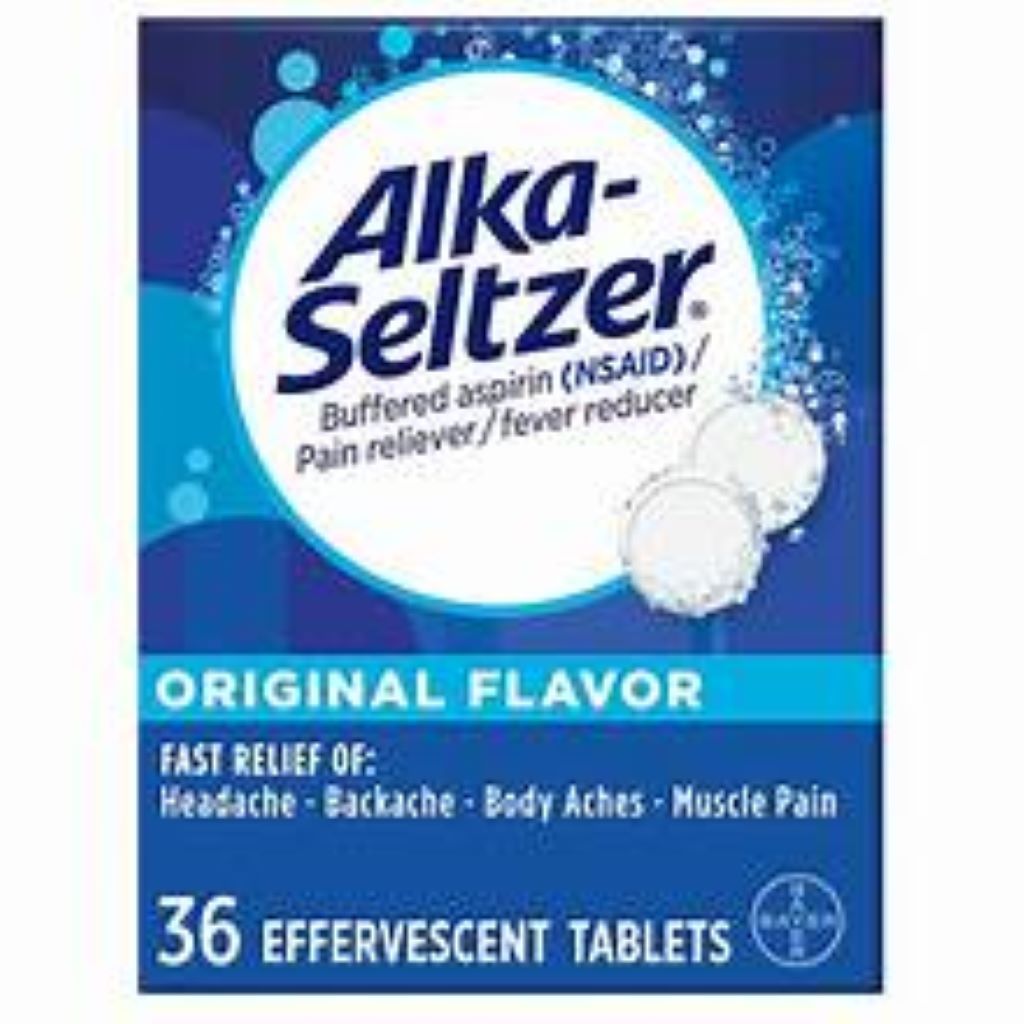 Alka-
Seltzer®
Buffered aspirin (NSAID)/
Pain reliever/fever reducer
ORIGINAL FLAVOR
FAST RELIEF OF:
Headache · Backache · Body Aches · Muscle Pain
36 EFFERVESCENT TABLETS
BAYER